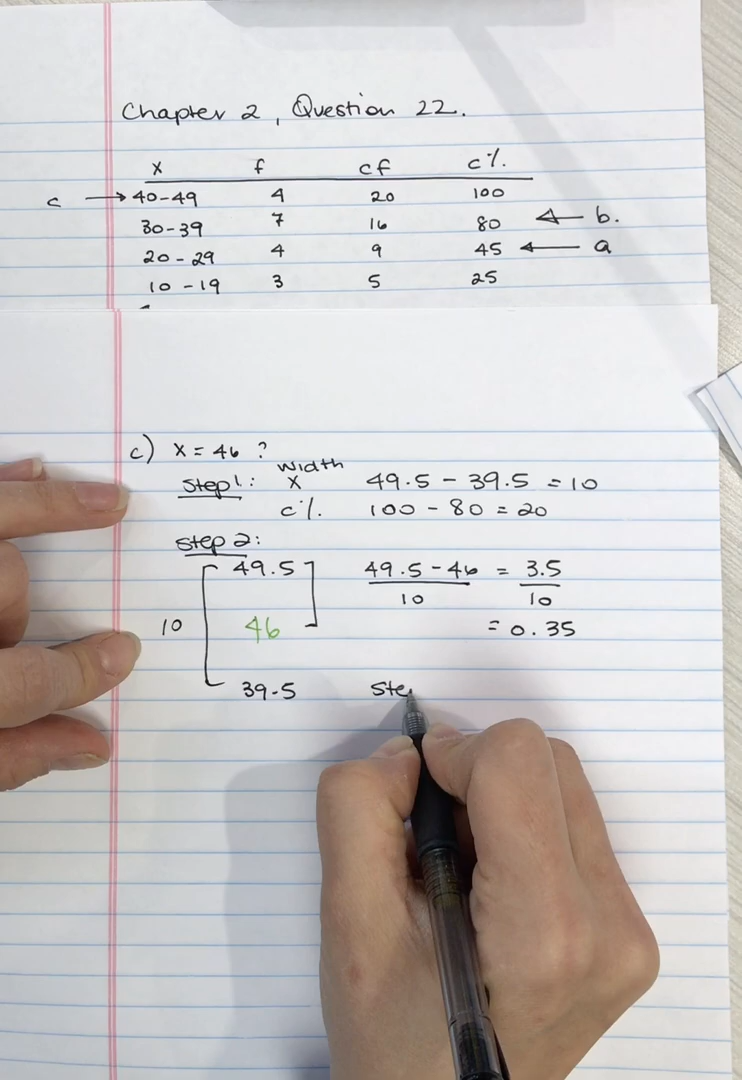 Chapter 2, Question 22.
x f cf c%.
c → 40-49 4 20 100
30-39 7 16 80 ← b.
20-29 4 9 45 ← a
10-19 3 5 25
c) x = 46 ?
width
Step 1: x 49.5 - 39.5 = 10
c%. 100 - 80 = 20
Step 2:
49.5 49.5 - 46 = 3.5
10 10
10 46 = 0.35
39.5 Ste